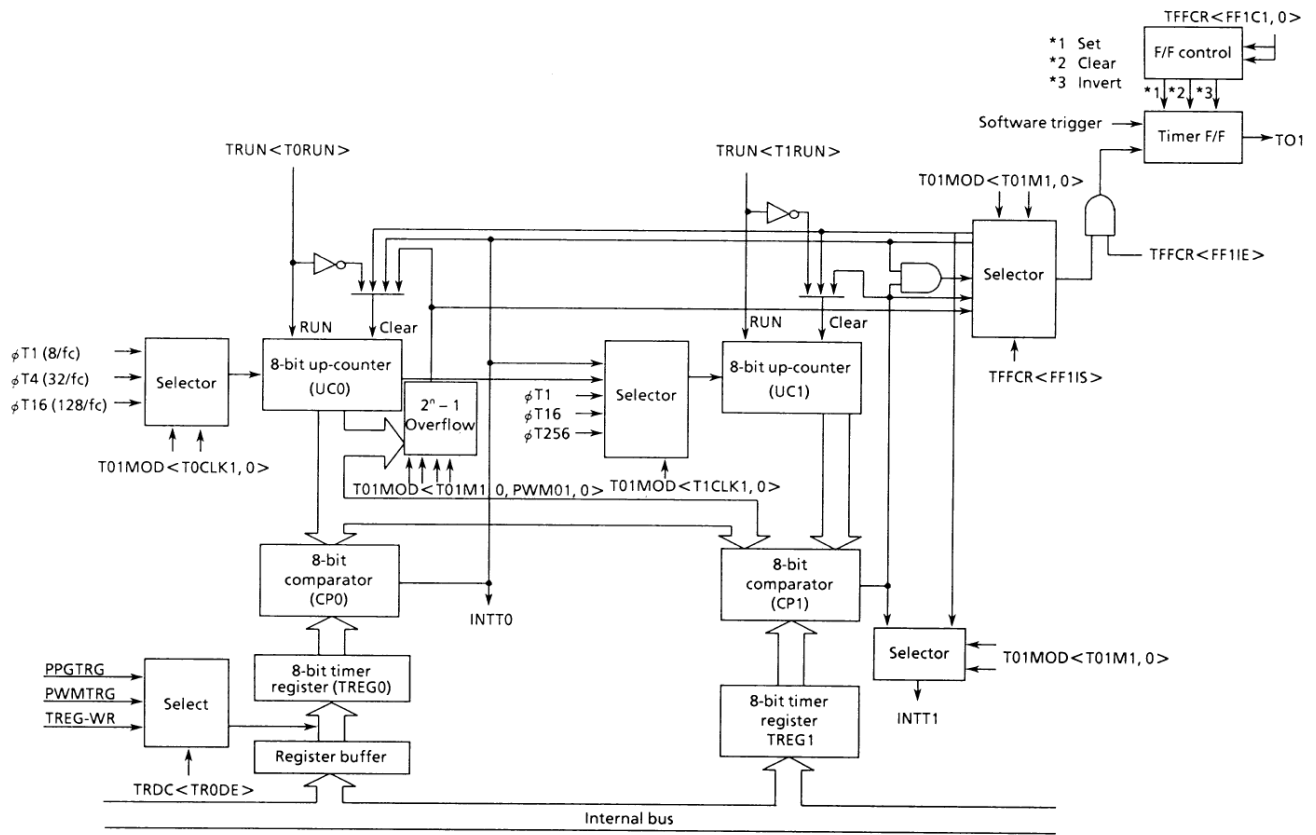 TFFCR<FF1C1, 0>
*1 Set
*2 Clear
*3 Invert
F/F control
*1 *2 *3
Software trigger
Timer F/F
TO1
TRUN<T0RUN>
TRUN<T1RUN>
T01MOD<T01M1, 0>
Selector
TFFCR<FF1IE>
RUN
Clear
RUN
Clear
TFFCR<FF1IS>
φT1 (8/fc)
φT4 (32/fc)
φT16 (128/fc)
Selector
8-bit up-counter
(UC0)
2ⁿ – 1
Overflow
φT1
φT16
φT256
Selector
8-bit up-counter
(UC1)
T01MOD<T0CLK1, 0>
T01MOD<T01M1, 0, PWM01, 0>
T01MOD<T1CLK1, 0>
8-bit
comparator
(CP0)
INTT0
8-bit
comparator
(CP1)
Selector
T01MOD<T01M1, 0>
INTT1
PPGTRG
PWMTRG
TREG-WR
Select
8-bit timer
register (TREG0)
Register buffer
8-bit timer
register
TREG1
TRDC<TR0DE>
Internal bus